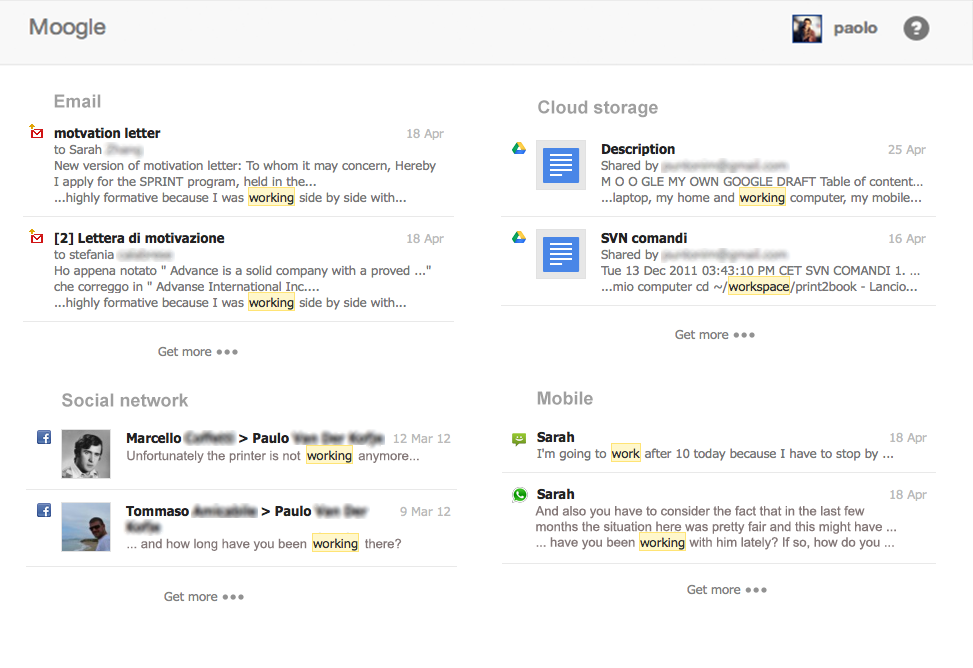 Moogle
paolo
?
Email
motvation letter
18 Apr
to Sarah
New version of motivation letter: To whom it may concern, Hereby
I apply for the SPRINT program, held in the...
...highly formative because I was working side by side with...
[2] Lettera di motivazione
18 Apr
to stefania
Ho appena notato " Advance is a solid company with a proved ..."
che correggo in " Advanse International Inc....
...highly formative because I was working side by side with...
Get more
Social network
Marcello > Paulo
12 Mar 12
Unfortunately the printer is not working anymore...
Tommaso > Paulo
9 Mar 12
... and how long have you been working there?
Get more
Cloud storage
Description
25 Apr
Shared by
M O O GLE MY OWN GOOGLE DRAFT Table of content...
...laptop, my home and working computer, my mobile...
SVN comandi
16 Apr
Shared by
Tue 13 Dec 2011 03:43:10 PM CET SVN COMANDI 1. ...
...mio computer cd ~/workspace/print2book - Lancio...
Get more
Mobile
Sarah
18 Apr
I'm going to work after 10 today because I have to stop by ...
Sarah
18 Apr
And also you have to consider the fact that in the last few
months the situation here was pretty fair and this might have ...
... have you been working with him lately? If so, how do you ...
Get more